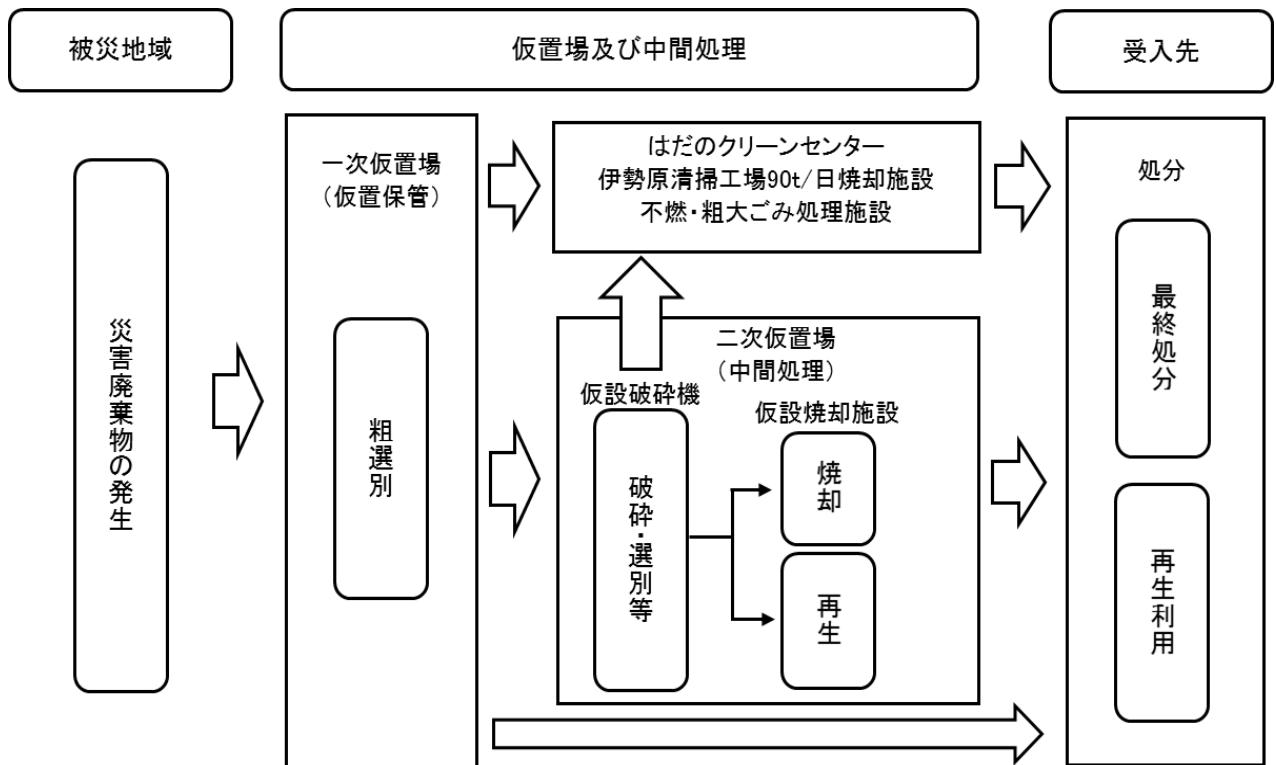 被災地域
仮置場及び中間処理
受入先
災害廃棄物の発生
一次仮置場
(仮置保管)
粗選別
はだのクリーンセンター
伊勢原清掃工場90t/日焼却施設
不燃・粗大ごみ処理施設
二次仮置場
(中間処理)
仮設破砕機
破砕・選別等
仮設焼却施設
焼却
再生
処分
最終処分
再生利用